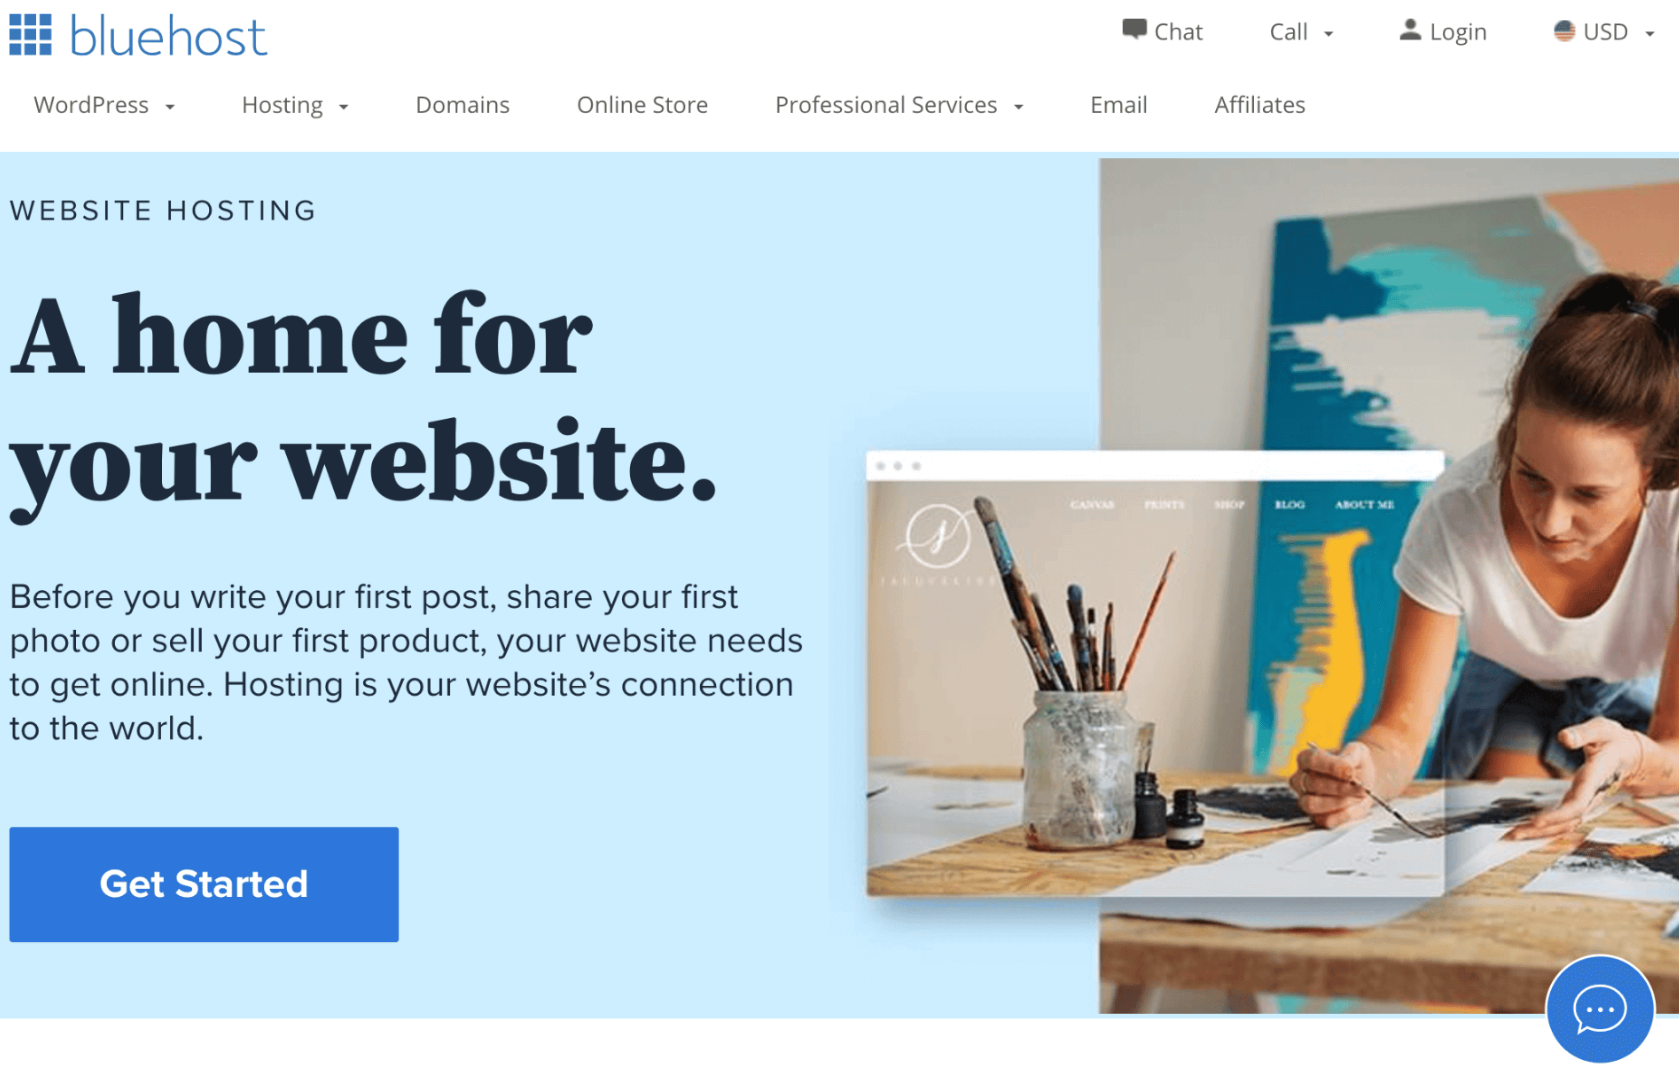 bluehost
Chat
Call
Login
USD
WordPress
Hosting
Domains
Online Store
Professional Services
Email
Affiliates
WEBSITE HOSTING
A home for
your website.
Before you write your first post, share your first
photo or sell your first product, your website needs
to get online. Hosting is your website’s connection
to the world.
Get Started
CANVAS
PRINTS
SHOP
BLOG
ABOUT ME
JACQUELINE